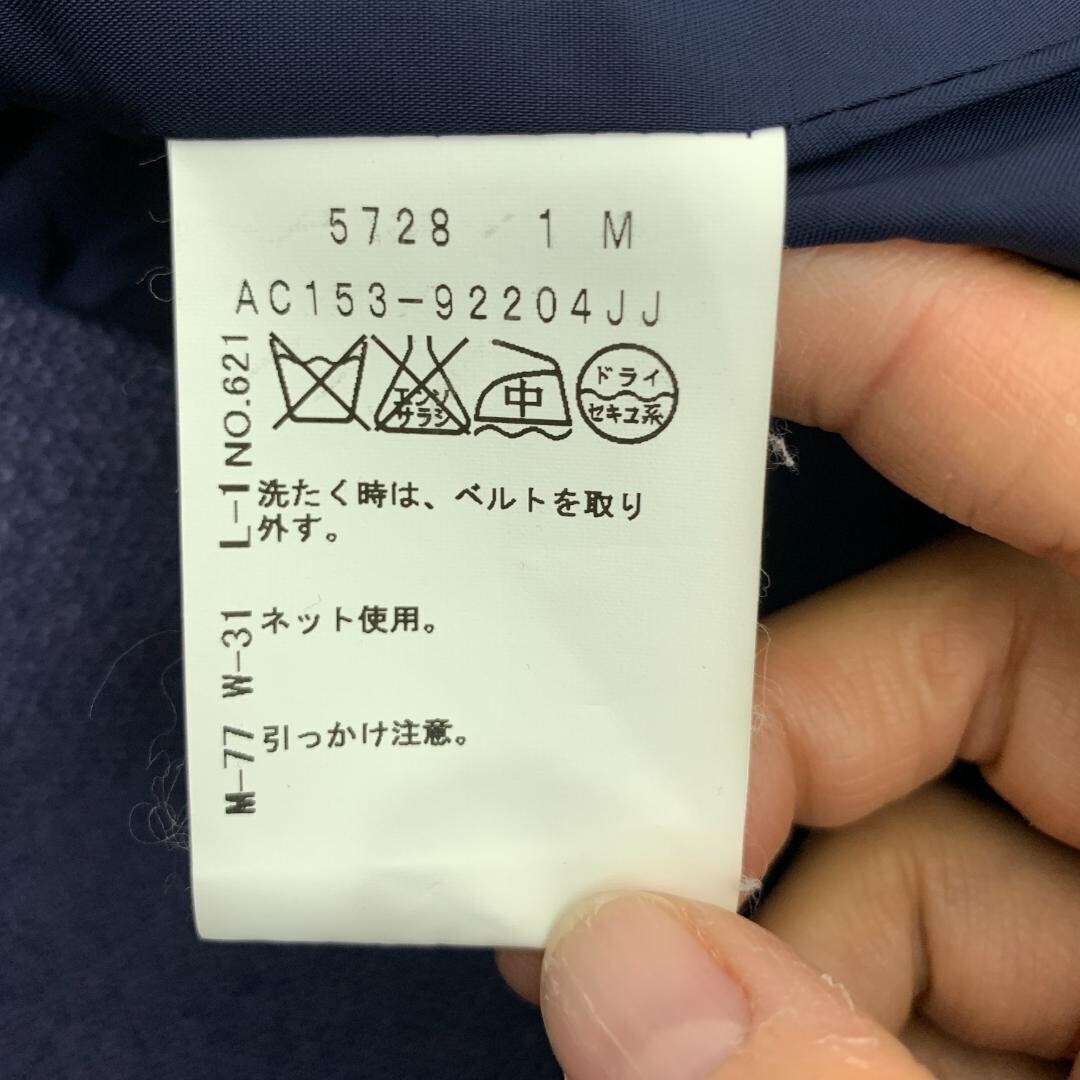 5728 1 M
AC153-92204JJ
エンソ
サラシ
中
ドライ
セキユ系
NO.621
L-1
洗たく時は、ベルトを取り
外す。
W-31
ネット使用。
M-77
引っかけ注意。